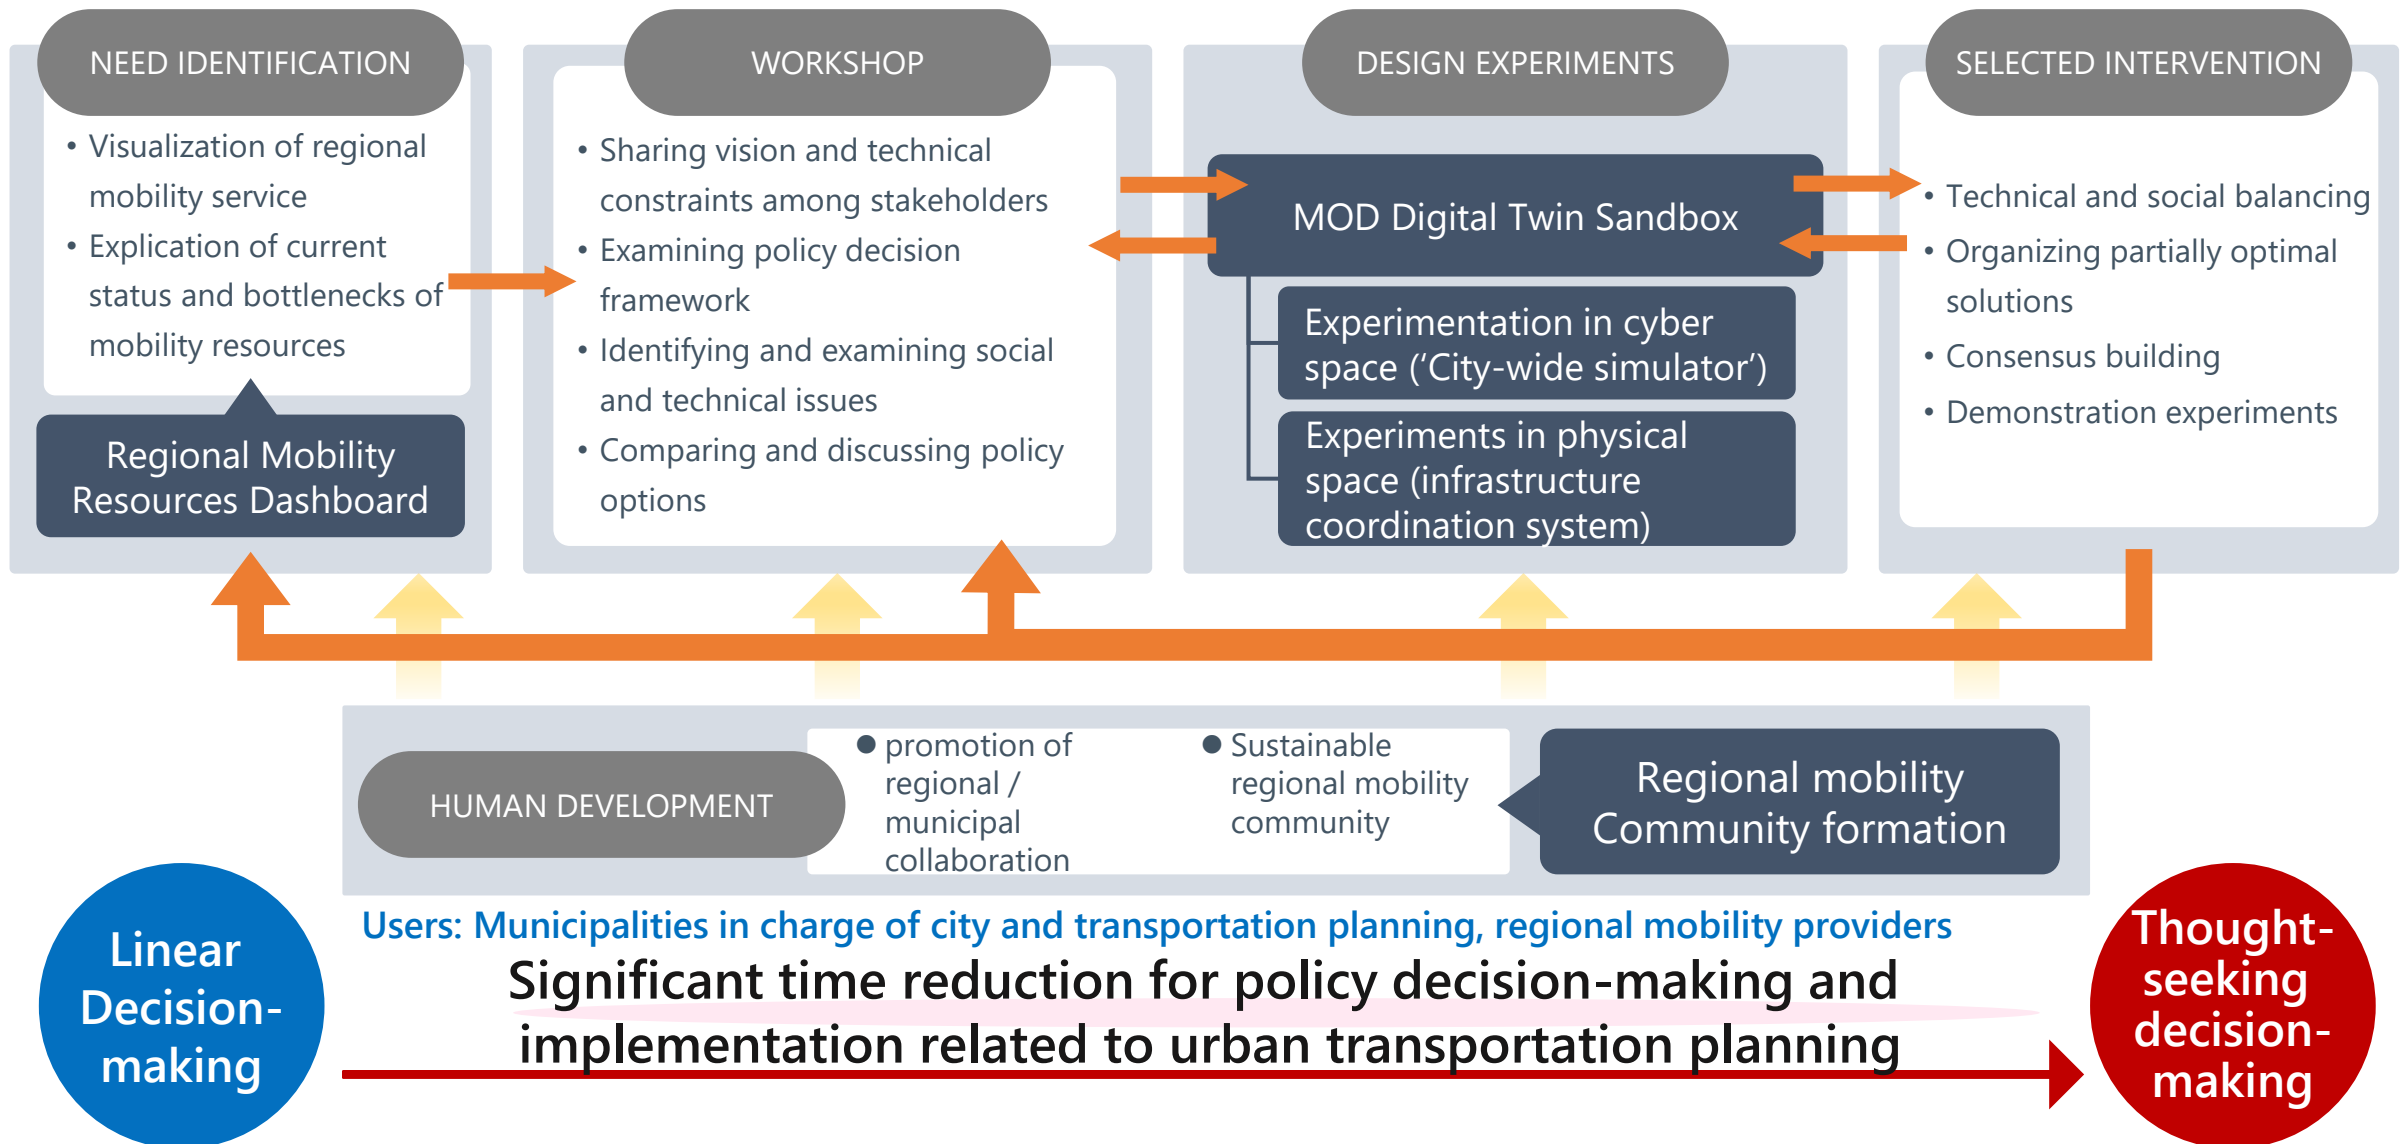 NEED IDENTIFICATION
• Visualization of regional
mobility service
• Explication of current
status and bottlenecks of
mobility resources
Regional Mobility
Resources Dashboard
WORKSHOP
• Sharing vision and technical
constraints among stakeholders
• Examining policy decision
framework
• Identifying and examining social
and technical issues
• Comparing and discussing policy
options
DESIGN EXPERIMENTS
MOD Digital Twin Sandbox
Experimentation in cyber
space (‘City-wide simulator’)
Experiments in physical
space (infrastructure
coordination system)
SELECTED INTERVENTION
• Technical and social balancing
• Organizing partially optimal
solutions
• Consensus building
• Demonstration experiments
HUMAN DEVELOPMENT
● promotion of
regional /
municipal
collaboration
● Sustainable
regional mobility
community
Regional mobility
Community formation
Users: Municipalities in charge of city and transportation planning, regional mobility providers
Linear
Decision-
making
Significant time reduction for policy decision-making and
implementation related to urban transportation planning
Thought-
seeking
decision-
making